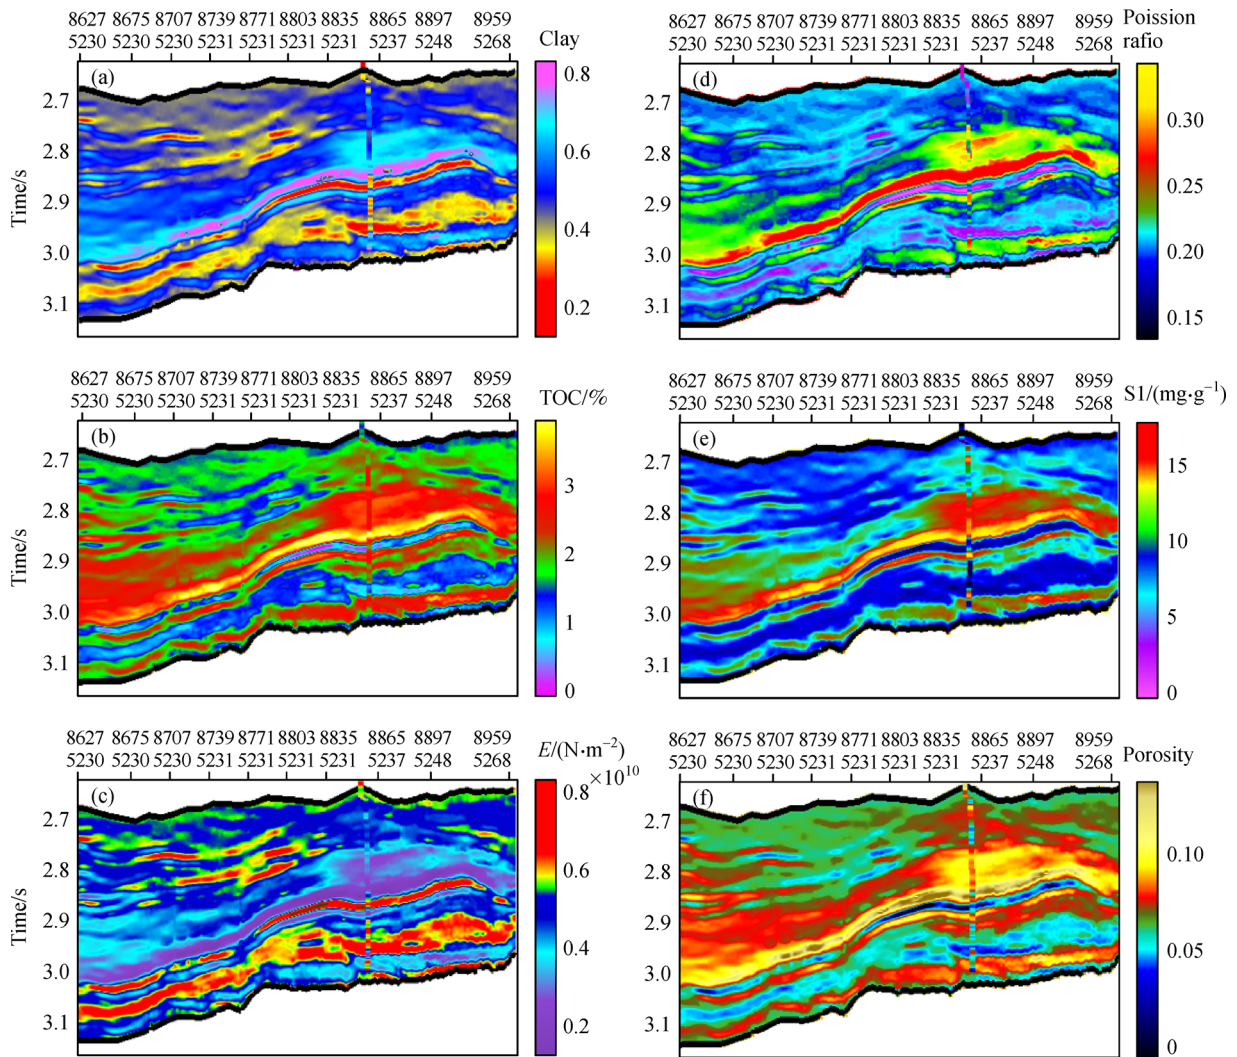 8627 8675 8707 8739 8771 8803 8835 8865 8897 8959
5230 5230 5230 5231 5231 5231 5231 5237 5248 5268
Clay
(a)
Time/s
2.7
2.8
2.9
3.0
3.1
0.8
0.6
0.4
0.2
8627 8675 8707 8739 8771 8803 8835 8865 8897 8959
5230 5230 5230 5231 5231 5231 5231 5237 5248 5268
Poission
rafio
(d)
Time/s
2.7
2.8
2.9
3.0
3.1
0.30
0.25
0.20
0.15
8627 8675 8707 8739 8771 8803 8835 8865 8897 8959
5230 5230 5230 5231 5231 5231 5231 5237 5248 5268
TOC/%
(b)
Time/s
2.7
2.8
2.9
3.0
3.1
3
2
1
0
8627 8675 8707 8739 8771 8803 8835 8865 8897 8959
5230 5230 5230 5231 5231 5231 5231 5237 5248 5268
S1/(mg·g⁻¹)
(e)
Time/s
2.7
2.8
2.9
3.0
3.1
15
10
5
0
8627 8675 8707 8739 8771 8803 8835 8865 8897 8959
5230 5230 5230 5231 5231 5231 5231 5237 5248 5268
E/(N·m⁻²)
×10¹⁰
(c)
Time/s
2.7
2.8
2.9
3.0
3.1
0.8
0.6
0.4
0.2
8627 8675 8707 8739 8771 8803 8835 8865 8897 8959
5230 5230 5230 5231 5231 5231 5231 5237 5248 5268
Porosity
(f)
Time/s
2.7
2.8
2.9
3.0
3.1
0.10
0.05
0